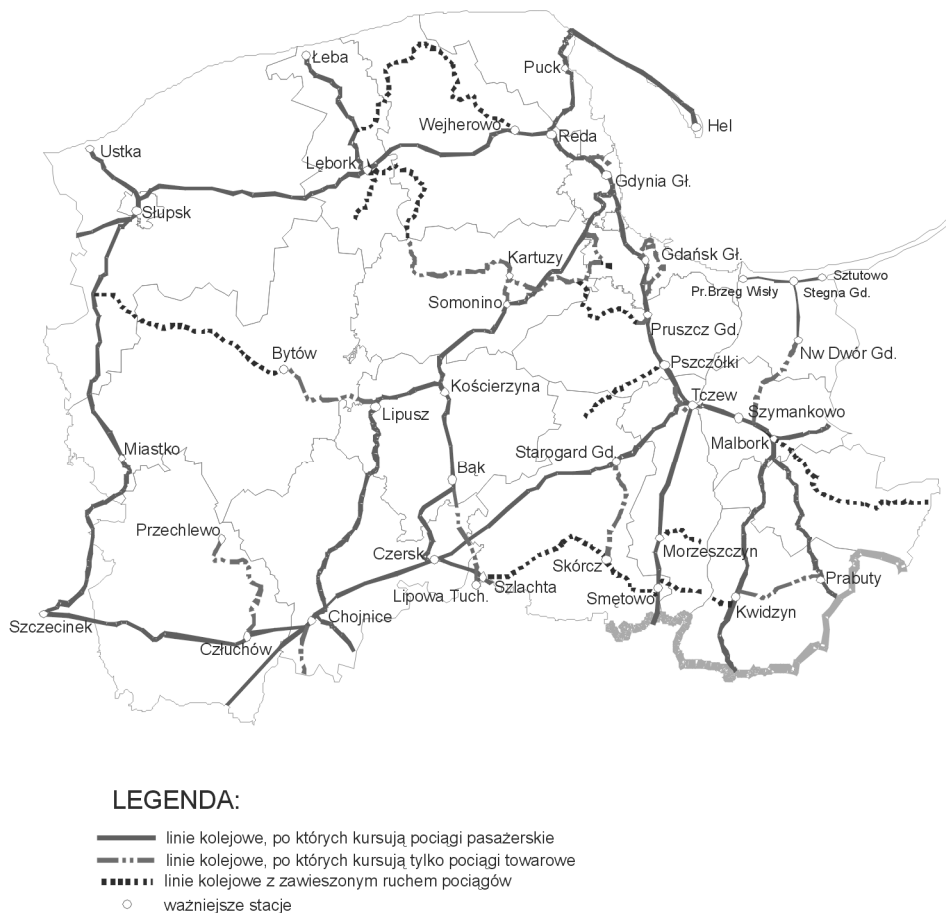 Łeba
Puck
Wejherowo
Reda
Hel
Ustka
Lębork
Gdynia Gł.
Słupsk
Kartuzy
Gdańsk Gł.
Sztutowo
Pr.Brzeg Wisły
Stegna Gd.
Somonino
Pruszcz Gd.
Nw Dwór Gd.
Bytów
Pszczółki
Kościerzyna
Lipusz
Tczew
Szymankowo
Malbork
Miastko
Starogard Gd.
Bąk
Przechlewo
Czersk
Morzeszczyn
Skórcz
Prabuty
Szlachta
Lipowa Tuch.
Smętowo
Kwidzyn
Szczecinek
Chojnice
Człuchów
LEGENDA:
linie kolejowe, po których kursują pociągi pasażerskie
linie kolejowe, po których kursują tylko pociągi towarowe
linie kolejowe z zawieszonym ruchem pociągów
ważniejsze stacje